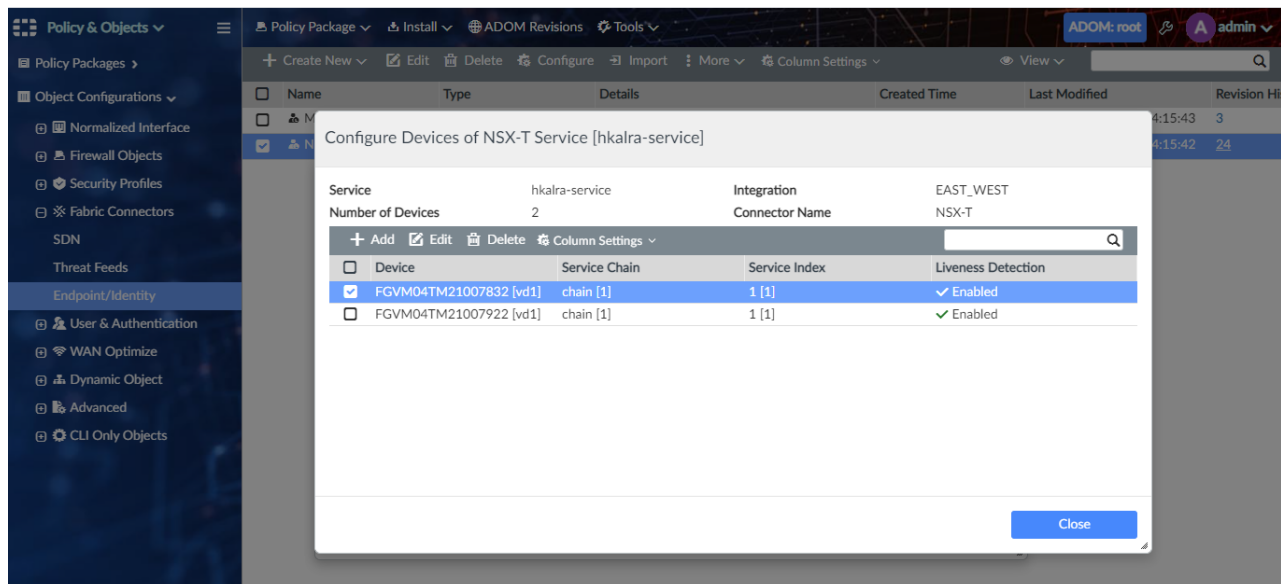 Policy & Objects
Policy Package Install ADOM Revisions Tools ADOM: root A admin
Policy Packages
Create New Edit Delete Configure Import More Column Settings View
Object Configurations
Name Type Details Created Time Last Modified Revision Hi
Normalized Interface
M 4:15:43 3
N 4:15:42 24
Firewall Objects
Security Profiles
Fabric Connectors
SDN
Threat Feeds
Endpoint/Identity
User & Authentication
WAN Optimize
Dynamic Object
Advanced
CLI Only Objects
Configure Devices of NSX-T Service [hkalra-service]
Service hkalra-service Integration EAST_WEST
Number of Devices 2 Connector Name NSX-T
Add Edit Delete Column Settings
Device Service Chain Service Index Liveness Detection
FGVM04TM21007832 [vd1] chain [1] 1 [1] Enabled
FGVM04TM21007922 [vd1] chain [1] 1 [1] Enabled
Close